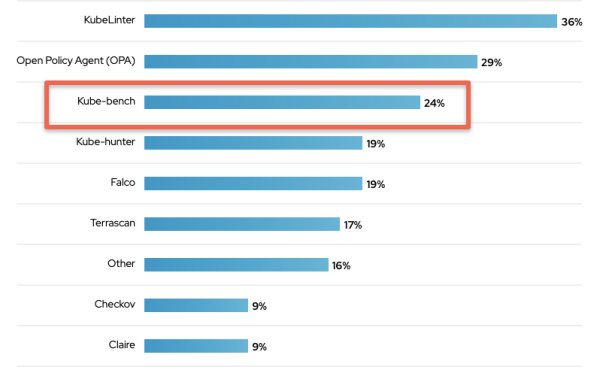 KubeLinter 36%
Open Policy Agent (OPA) 29%
Kube-bench 24%
Kube-hunter 19%
Falco 19%
Terrascan 17%
Other 16%
Checkov 9%
Claire 9%